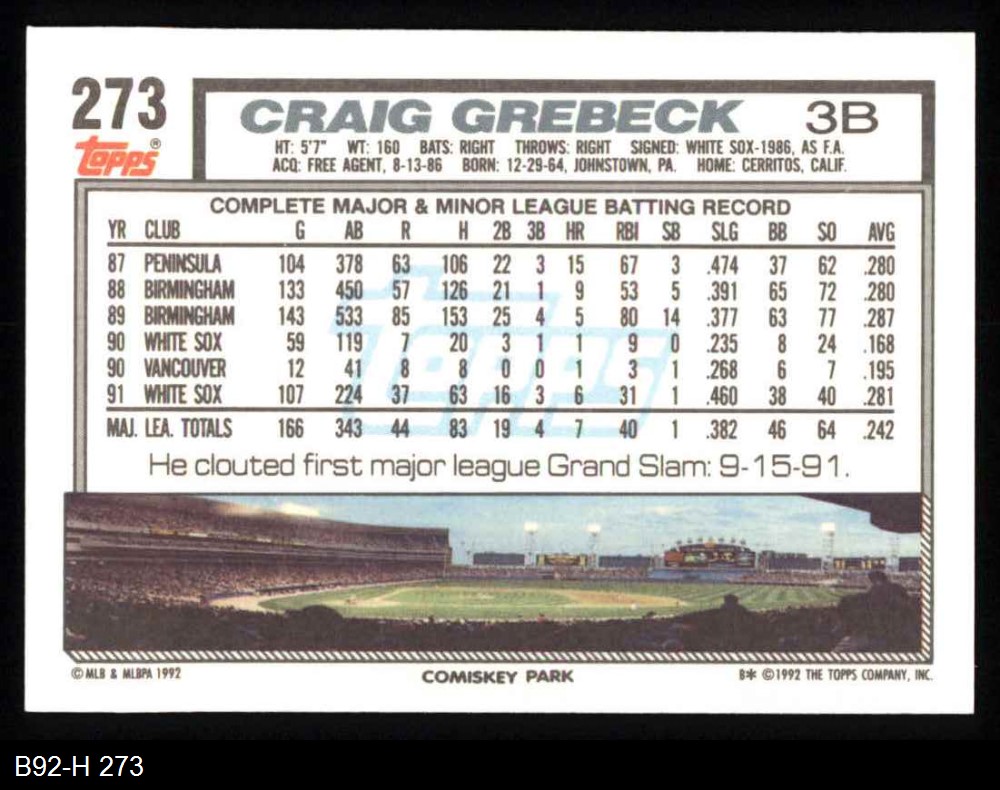 273
topps®
CRAIG GREBECK 3B
HT: 5'7" WT: 160 BATS: RIGHT THROWS: RIGHT SIGNED: WHITE SOX-1986, AS F.A.
ACQ: FREE AGENT, 8-13-86 BORN: 12-29-64, JOHNSTOWN, PA. HOME: CERRITOS, CALIF.
COMPLETE MAJOR & MINOR LEAGUE BATTING RECORD
YR CLUB G AB R H 2B 3B HR RBI SB SLG BB SO AVG
87 PENINSULA 104 378 63 106 22 3 15 67 3 .474 37 62 .280
88 BIRMINGHAM 133 450 57 126 21 1 9 53 5 .391 65 72 .280
89 BIRMINGHAM 143 533 85 153 25 4 5 80 14 .377 63 77 .287
90 WHITE SOX 59 119 7 20 3 1 1 9 0 .235 8 24 .168
90 VANCOUVER 12 41 8 8 0 0 1 3 1 .268 6 7 .195
91 WHITE SOX 107 224 37 63 16 3 6 31 1 .460 38 40 .281
MAJ. LEA. TOTALS 166 343 44 83 19 4 7 40 1 .382 46 64 .242
topps
He clouted first major league Grand Slam: 9-15-91.
© MLB & MLBPA 1992 COMISKEY PARK B* ©1992 THE TOPPS COMPANY, INC.
B92-H 273